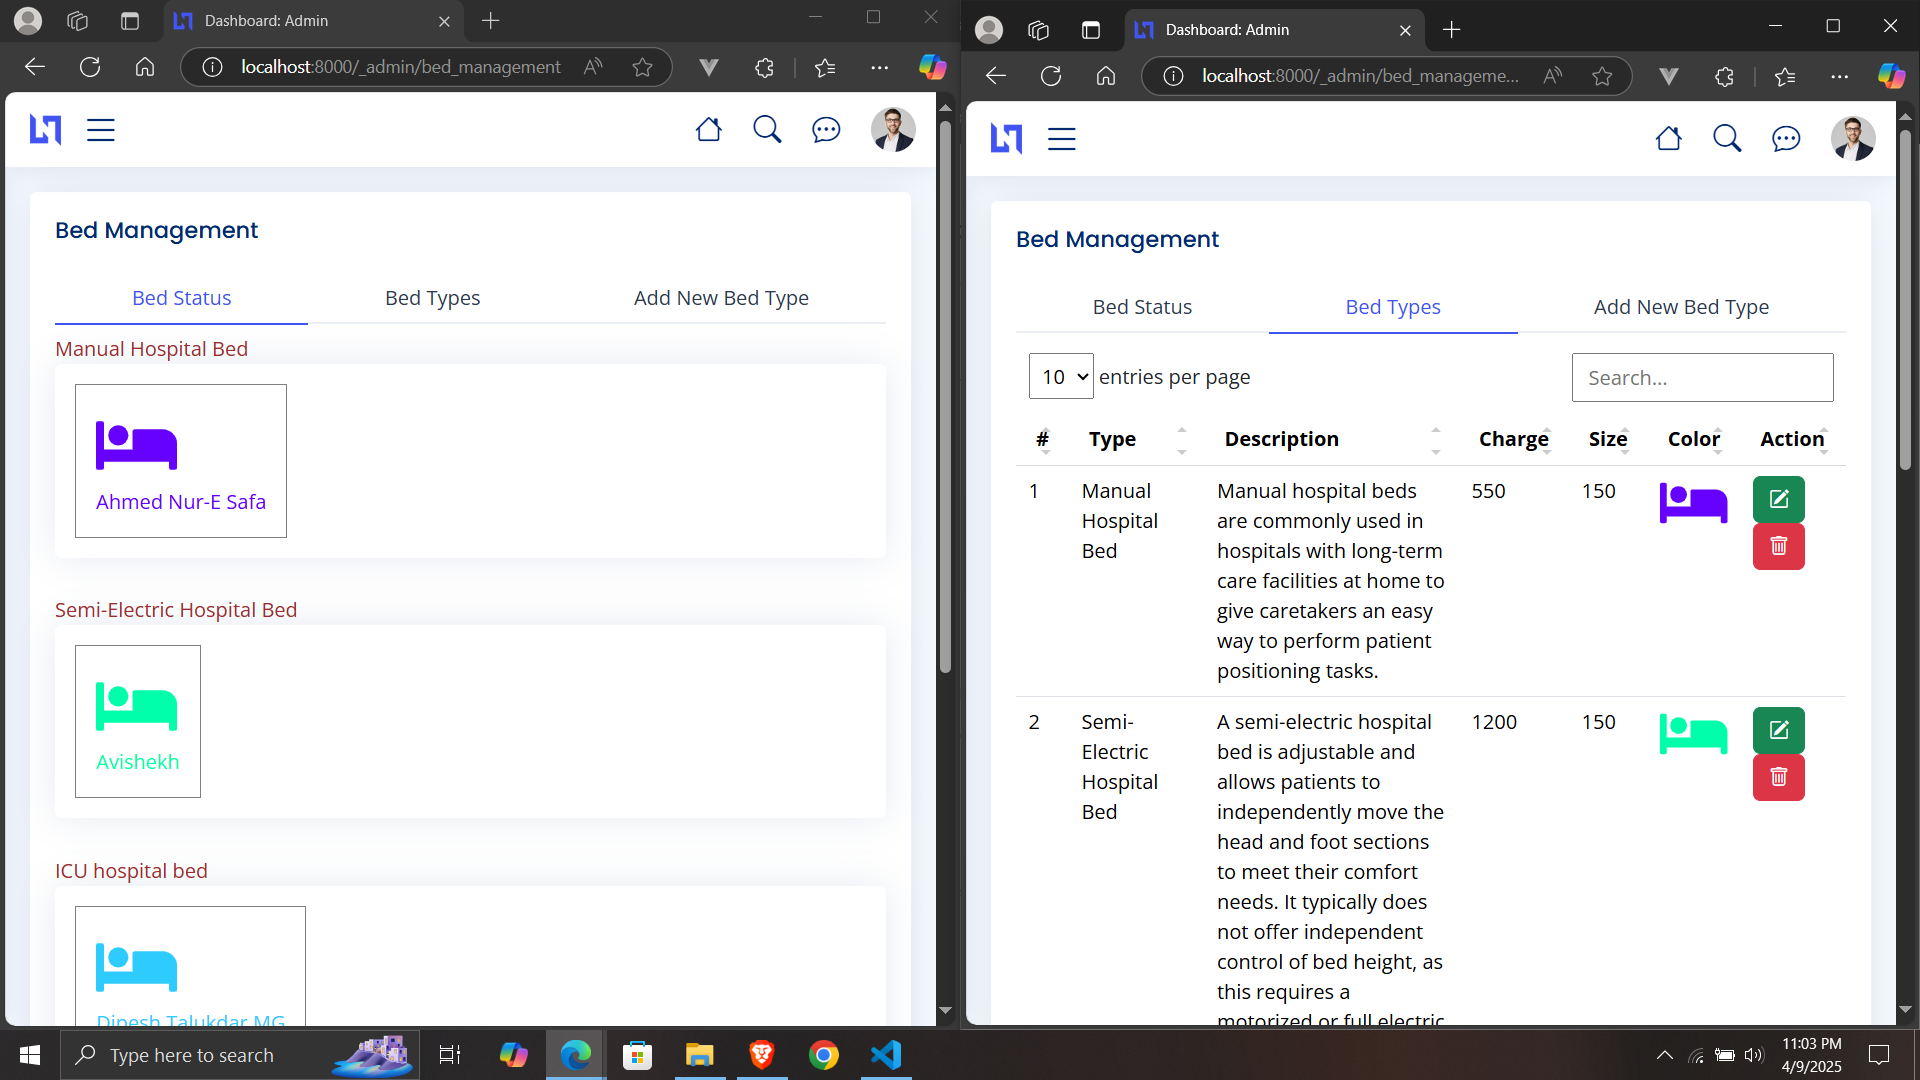 Dashboard: Admin
localhost:8000/_admin/bed_management
Bed Management
Bed Status
Bed Types
Add New Bed Type
Manual Hospital Bed
Ahmed Nur-E Safa
Semi-Electric Hospital Bed
Avishekh
ICU hospital bed
Dinesh Talukdar MG
Dashboard: Admin
localhost:8000/_admin/bed_manageme...
Bed Management
Bed Status
Bed Types
Add New Bed Type
10 entries per page
Search...
# Type Description Charge Size Color Action
1
Manual
Hospital
Bed
Manual hospital beds
are commonly used in
hospitals with long-term
care facilities at home to
give caretakers an easy
way to perform patient
positioning tasks.
550
150
2
Semi-
Electric
Hospital
Bed
A semi-electric hospital
bed is adjustable and
allows patients to
independently move the
head and foot sections
to meet their comfort
needs. It typically does
not offer independent
control of bed height, as
this requires a
motorized or full electric
1200
150
Type here to search
11:03 PM
4/9/2025